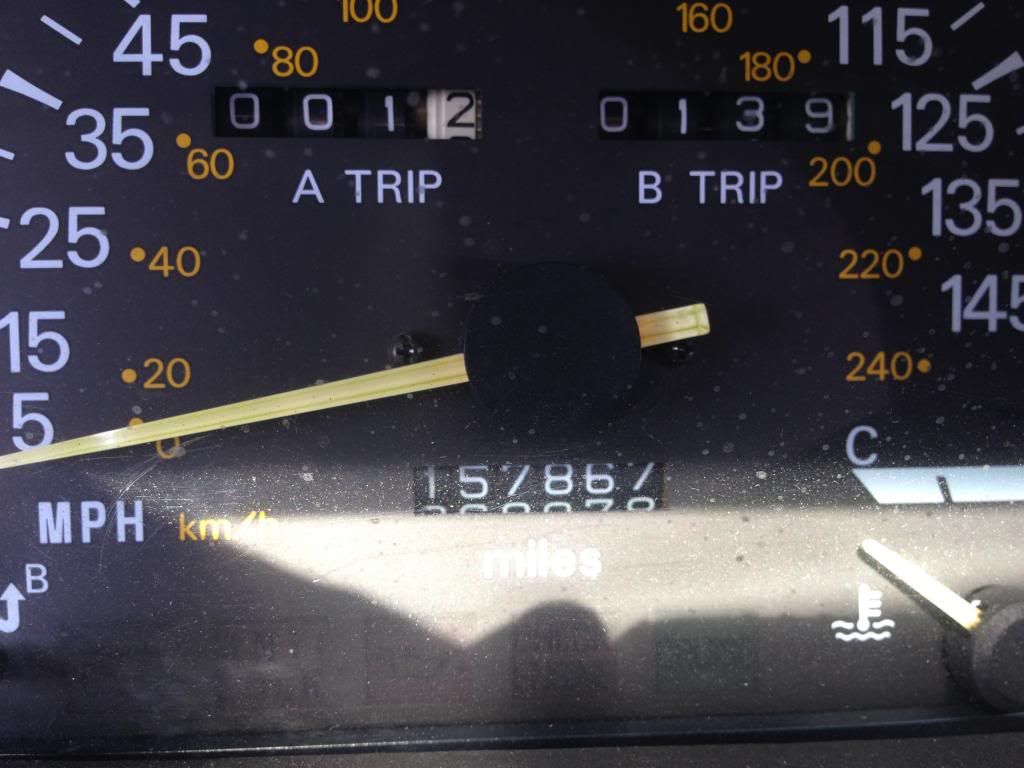 100 160
45 80 180 115
0012 0139
35 60 200 125
A TRIP B TRIP
25 40 220 135
15 20 240 145
5 0 C
157867
MPH km/h
miles
B